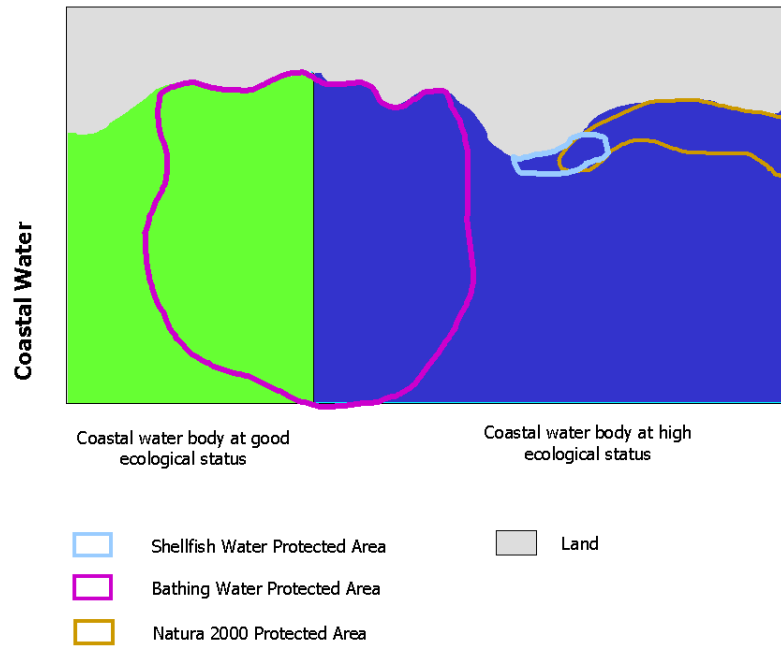 Coastal Water
Coastal water body at good
ecological status
Coastal water body at high
ecological status
Shellfish Water Protected Area
Land
Bathing Water Protected Area
Natura 2000 Protected Area